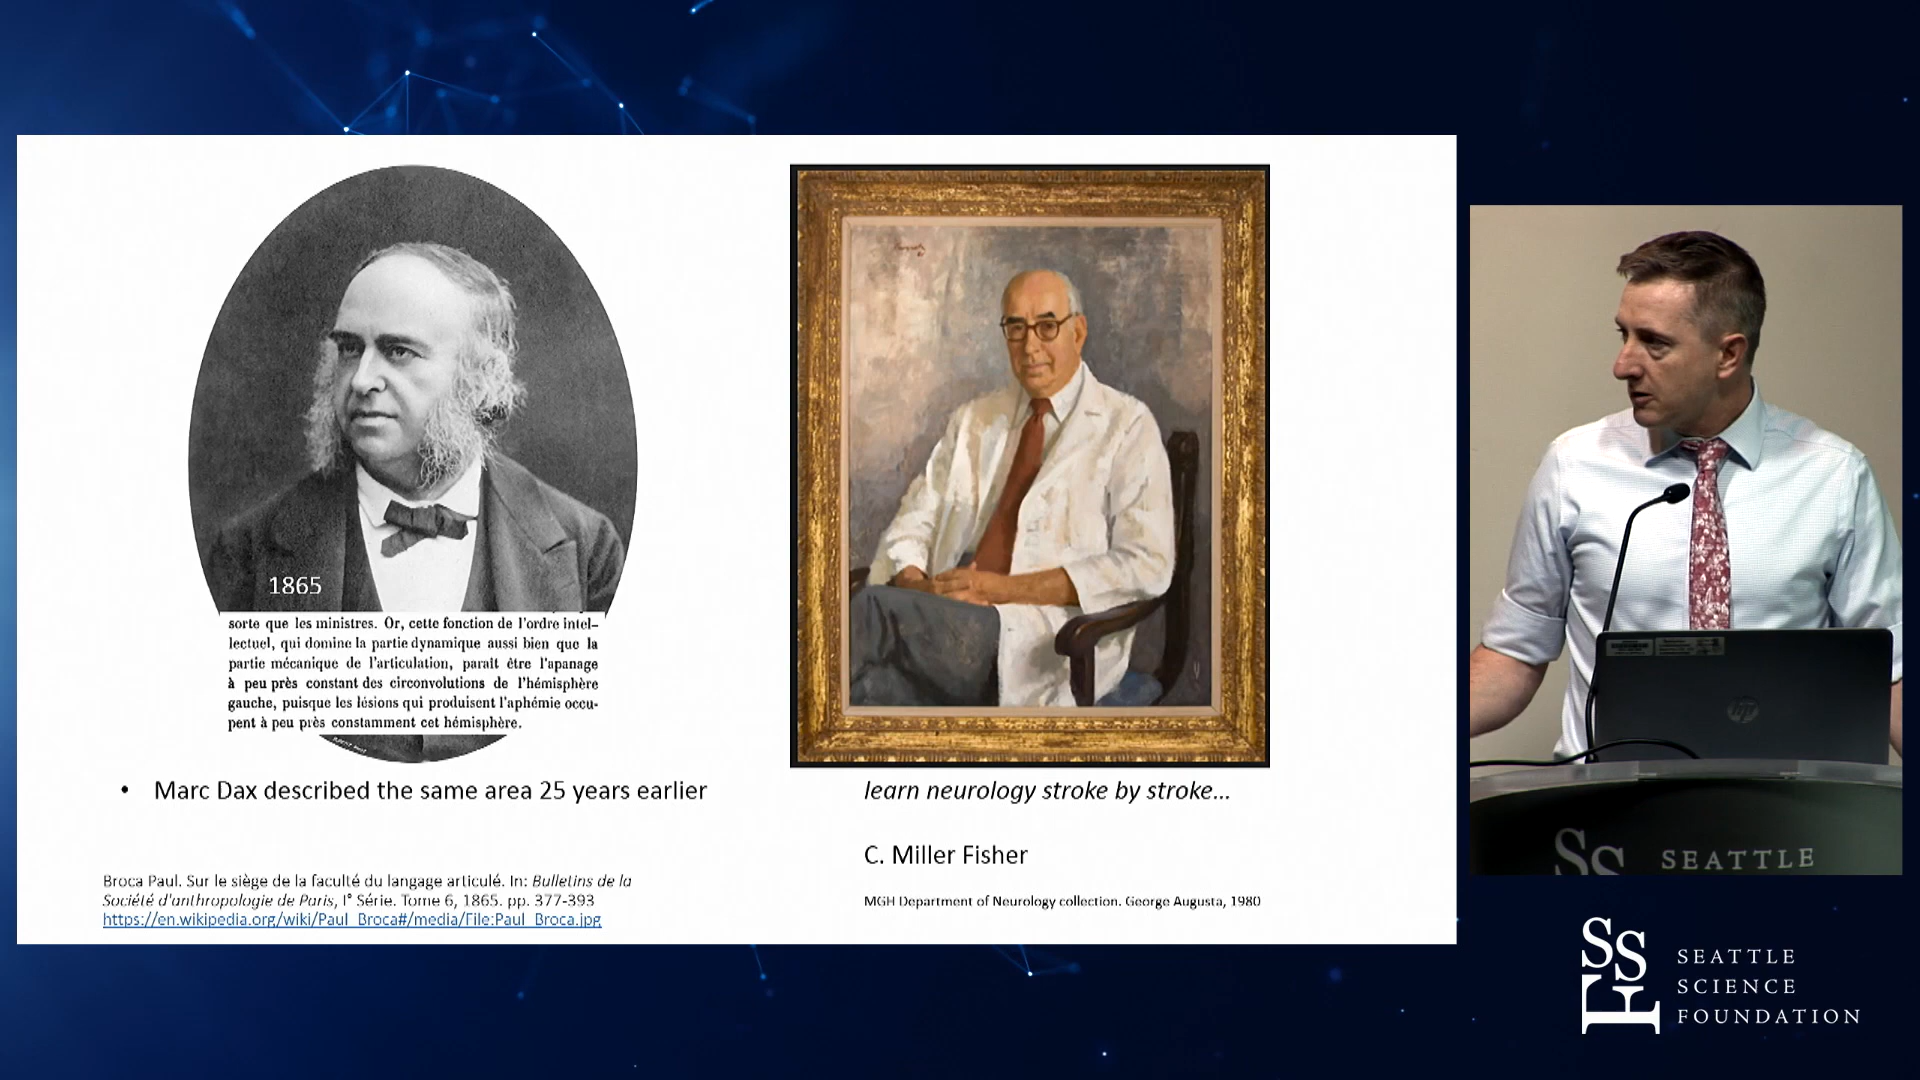 1865
sorte que les ministres. Or, cette fonction de l'ordre intel-
lectuel, qui domine la partie dynamique aussi bien que la
partie mécanique de l'articulation, paraît être l'apanage
à peu près constant des circonvolutions de l'hémisphère
gauche, puisque les lésions qui produisent l'aphémie occu-
pent à peu près constamment cet hémisphère.
• Marc Dax described the same area 25 years earlier
Broca Paul. Sur le siège de la faculté du langage articulé. In: Bulletins de la
Société d'anthropologie de Paris, I° Série. Tome 6, 1865. pp. 377-393
https://en.wikipedia.org/wiki/Paul_Broca#/media/File:Paul_Broca.jpg
learn neurology stroke by stroke...
C. Miller Fisher
MGH Department of Neurology collection. George Augusta, 1980
hp
SS SEATTLE
SSF
SEATTLE
SCIENCE
FOUNDATION